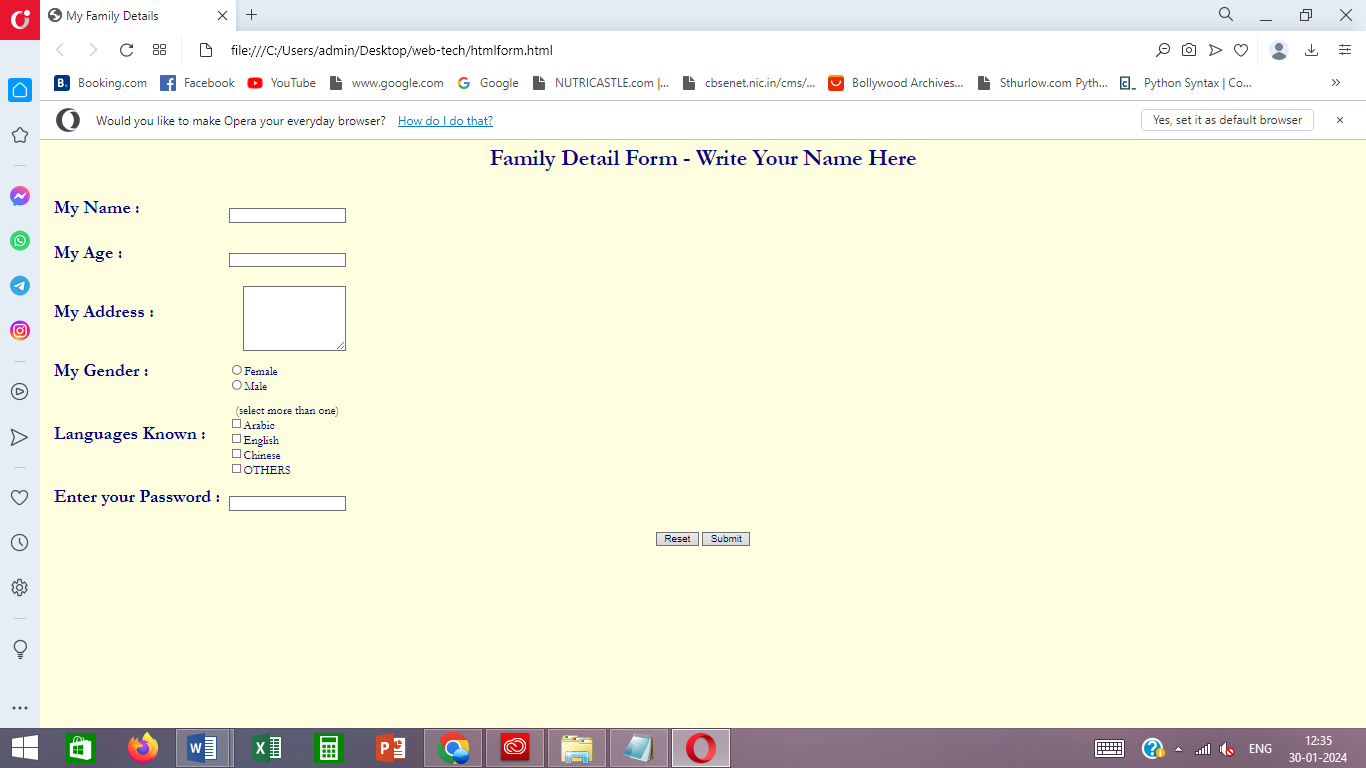 My Family Details
file:///C:/Users/admin/Desktop/web-tech/htmlform.html
B. Booking.com Facebook YouTube www.google.com Google NUTRICASTLE.com |... cbsenet.nic.in/cms/... Bollywood Archives... Sthurlow.com Pyth... Python Syntax | Co...
Would you like to make Opera your everyday browser? How do I do that? Yes, set it as default browser
Family Detail Form - Write Your Name Here
My Name :
My Age :
My Address :
My Gender : Female
Male
(select more than one)
Arabic
Languages Known :
English
Chinese
OTHERS
Enter your Password :
Reset Submit
ENG 12:35
30-01-2024